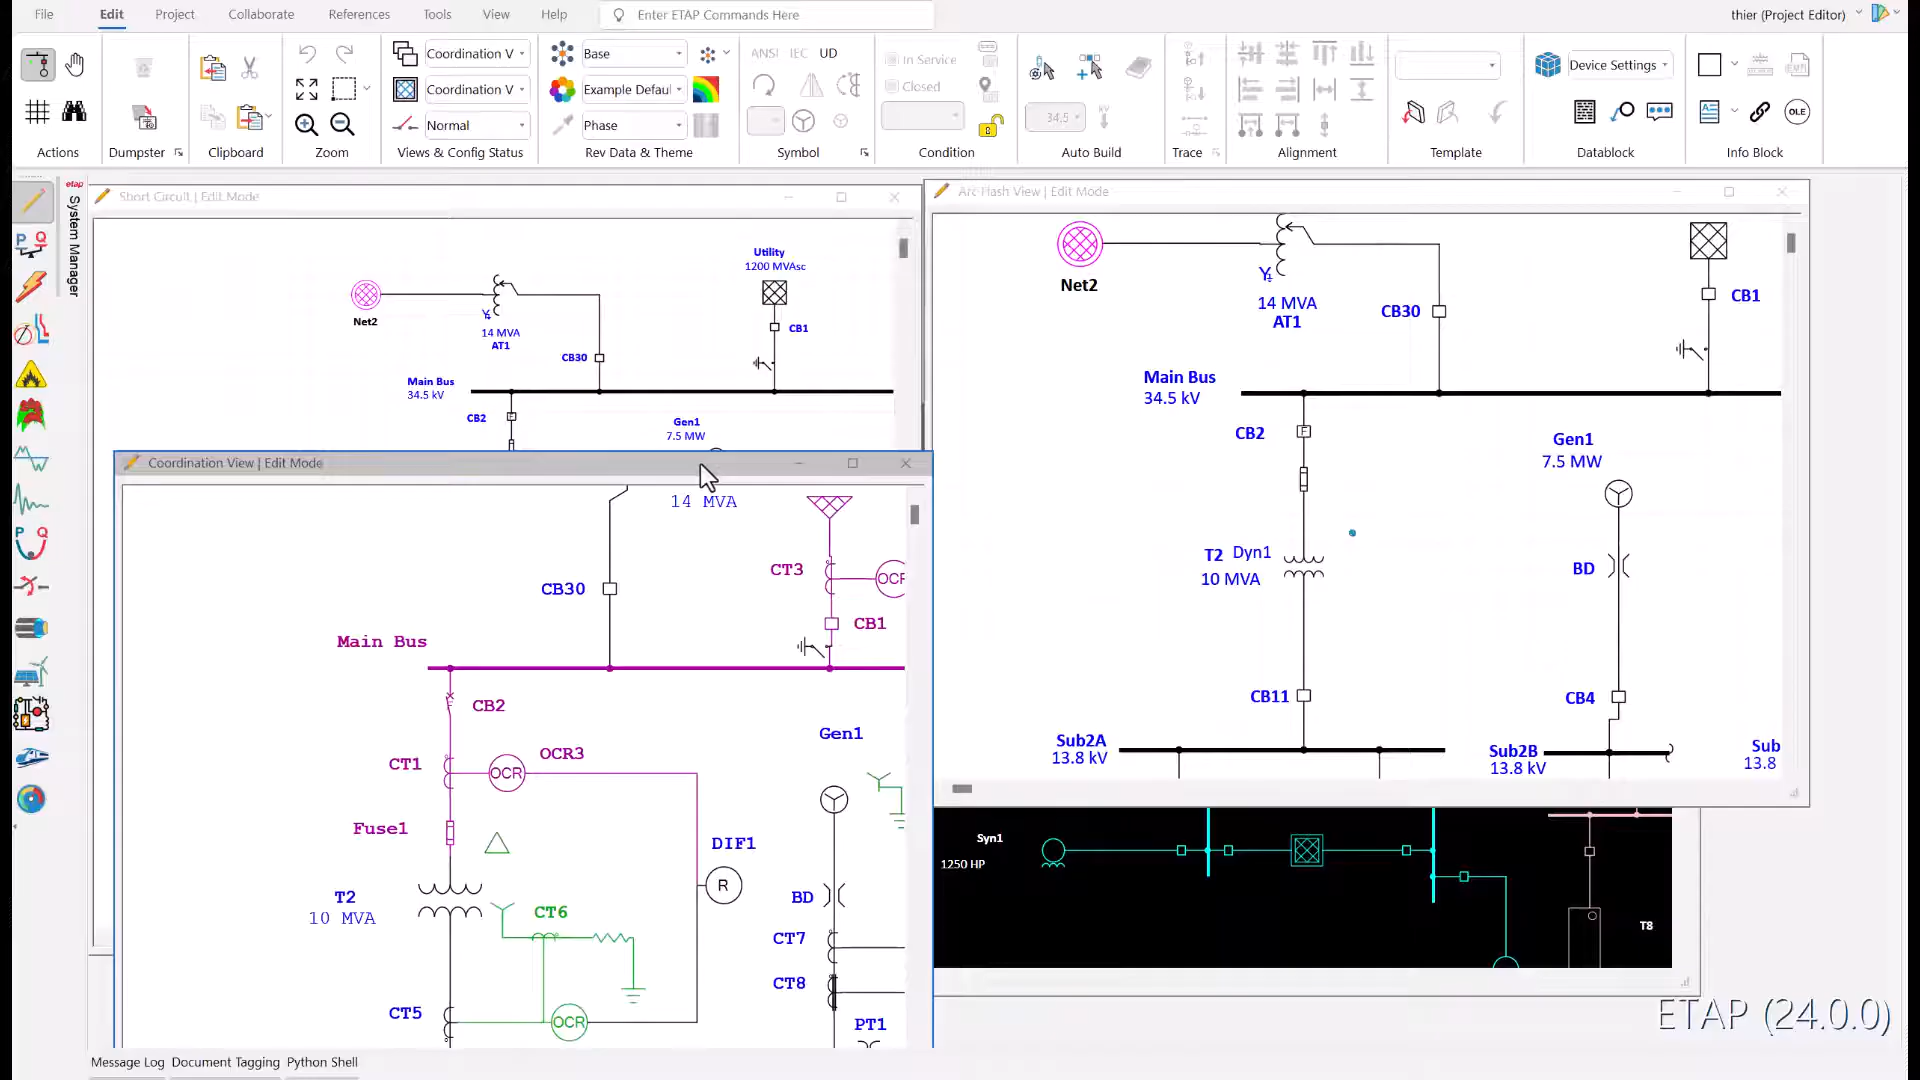 File Edit Project Collaborate References Tools View Help Enter ETAP Commands Here thier (Project Editor)
Coordination V Base ANSI IEC UD In Service Device Settings
Coordination V Closed
Normal Phase 34.5 kV OLE
Actions Dumpster Clipboard Zoom Views & Config Status Rev Data & Theme Symbol Condition Auto Build Trace Alignment Template Datablock Info Block
etap
System Manager
Short Circuit | Edit Mode
Utility
1200 MVAsc
Net2
14 MVA
AT1
CB30
CB1
Main Bus
34.5 kV
CB2
Gen1
7.5 MW
Arc Flash View | Edit Mode
Net2
14 MVA
AT1
CB30
CB1
Main Bus
34.5 kV
CB2
Gen1
7.5 MW
T2 Dyn1
10 MVA
BD
CB11
CB4
Sub2A
13.8 kV
Sub2B
13.8 kV
Sub
13.8
Coordination View | Edit Mode
14 MVA
CT3
OCR
CB30
CB1
Main Bus
CB2
Gen1
OCR3
CT1
OCR
Fuse1
DIF1
R
T2
10 MVA
BD
CT6
CT7
CT8
CT5
OCR
PT1
Syn1
1250 HP
T8
ETAP (24.0.0)
Message Log Document Tagging Python Shell